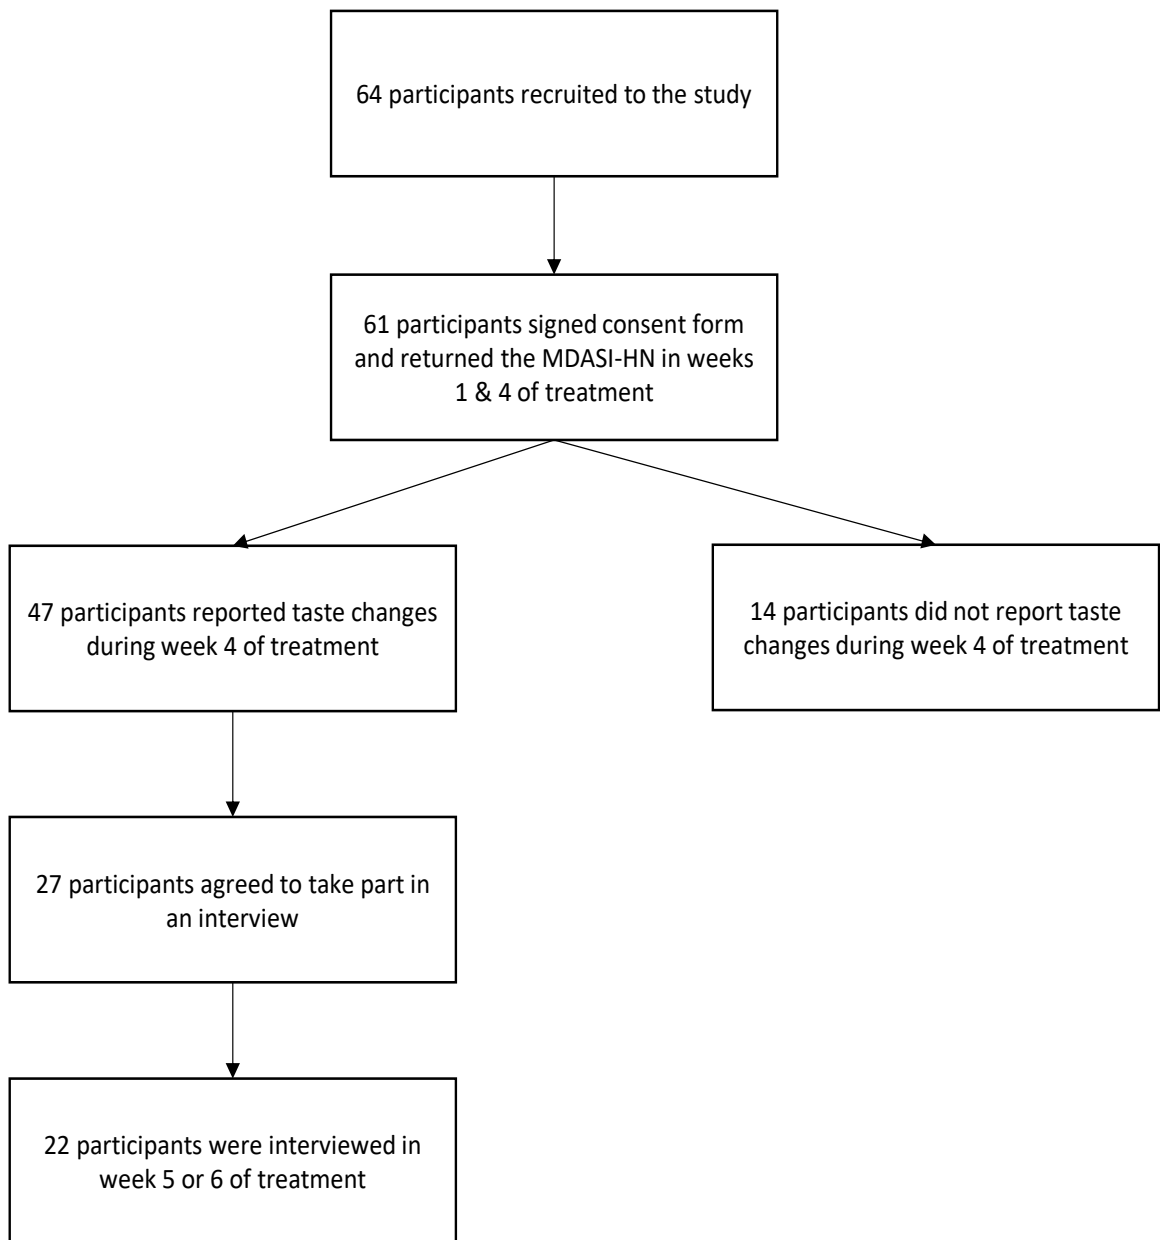 64 participants recruited to the study
61 participants signed consent form
and returned the MDASI-HN in weeks
1 & 4 of treatment
47 participants reported taste changes
during week 4 of treatment
14 participants did not report taste
changes during week 4 of treatment
27 participants agreed to take part in
an interview
22 participants were interviewed in
week 5 or 6 of treatment